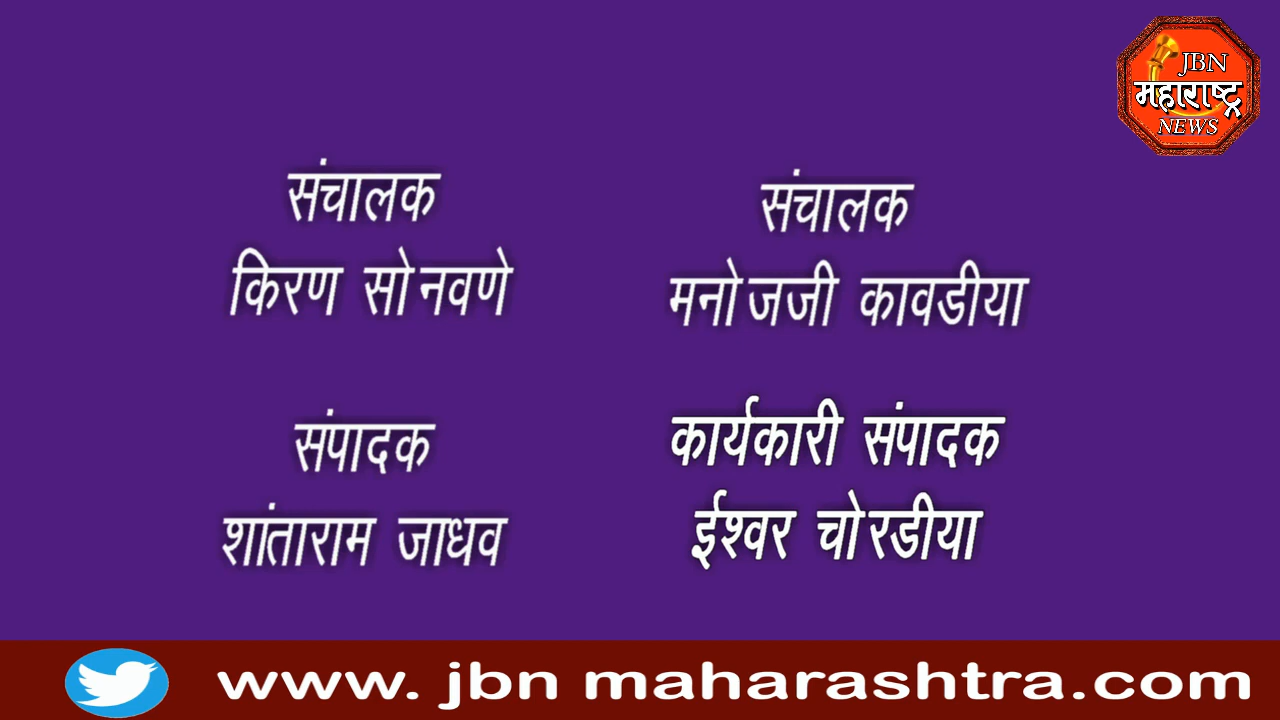 JBN
महाराष्ट्र
NEWS
संचालक
किरण सोनवणे
संचालक
मनोजजी कावडीया
संपादक
शांताराम जाधव
कार्यकारी संपादक
ईश्वर चोरडीया
www. jbn maharashtra.com